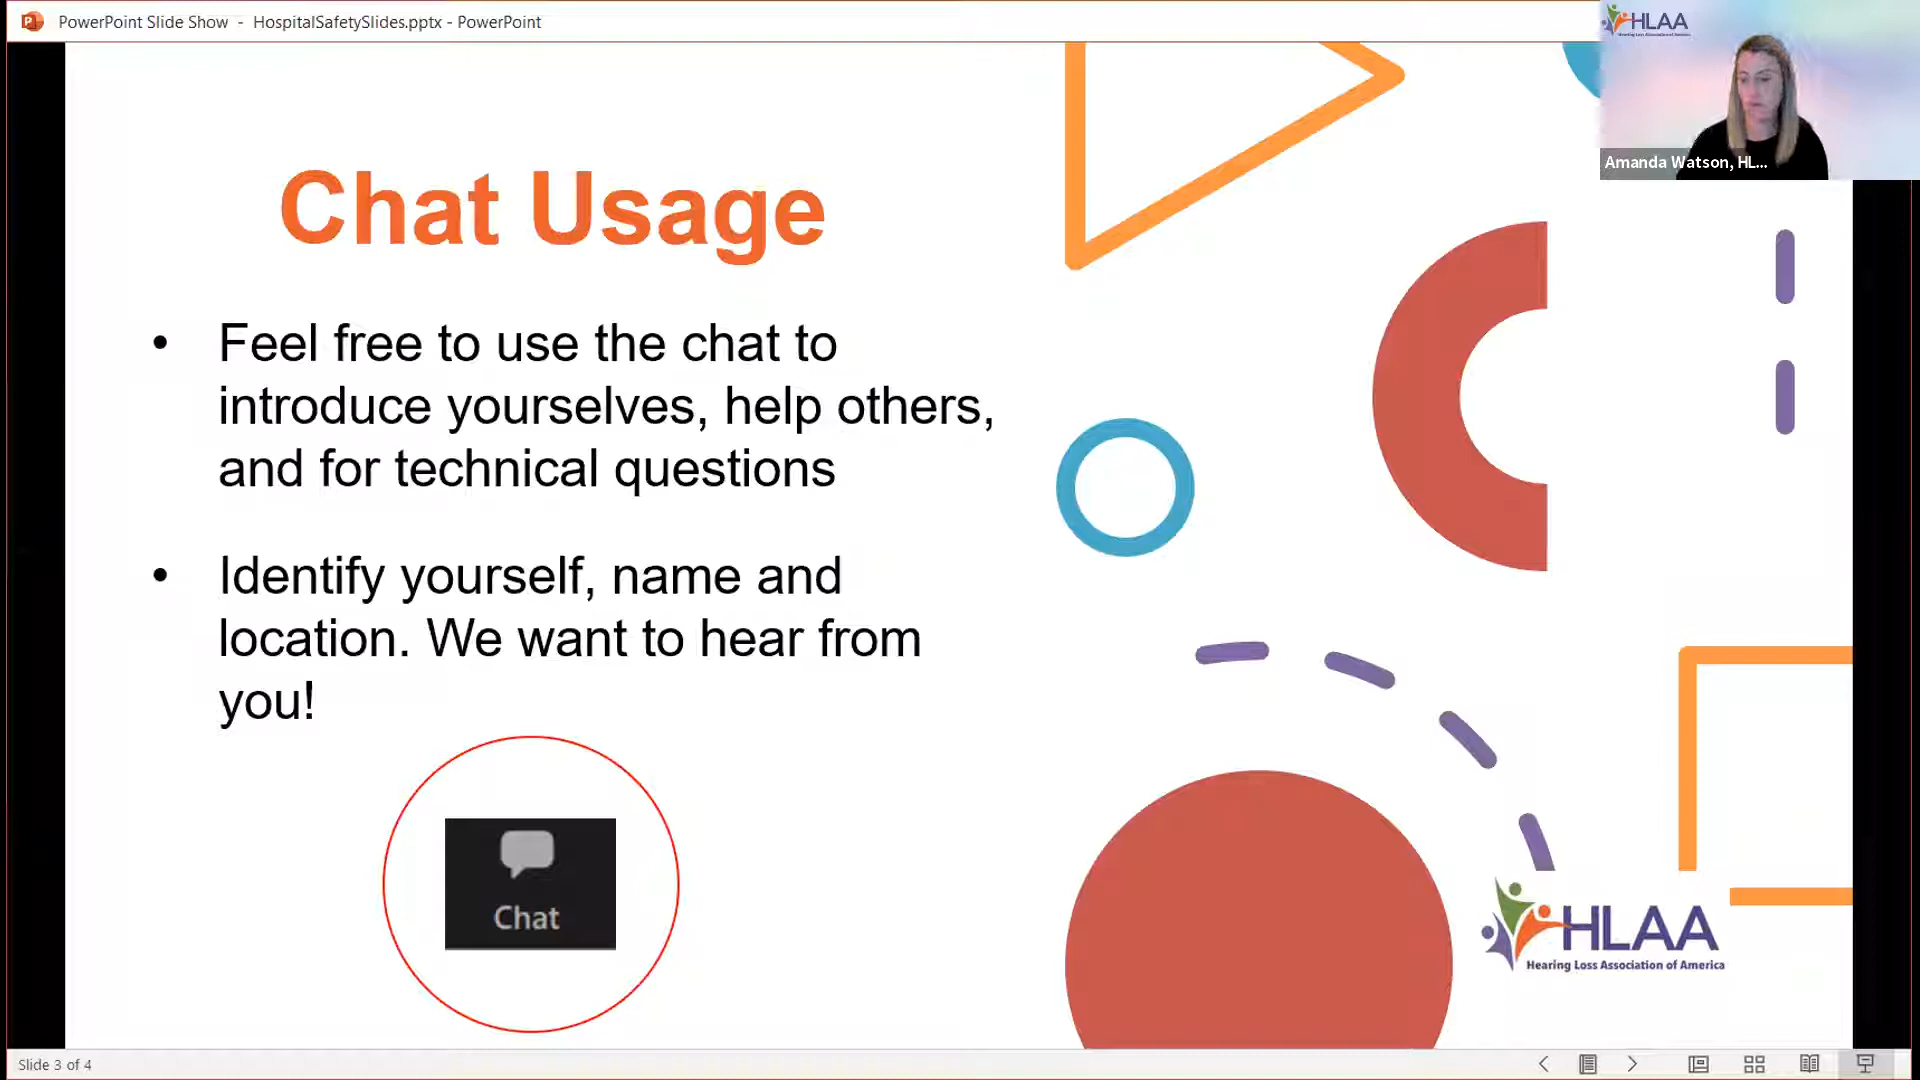 PowerPoint Slide Show - HospitalSafetySlides.pptx - PowerPoint
HLAA
Amanda Watson, HL...
Chat Usage
• Feel free to use the chat to
introduce yourselves, help others,
and for technical questions
• Identify yourself, name and
location. We want to hear from
you!
Chat
HLAA
Hearing Loss Association of America
Slide 3 of 4